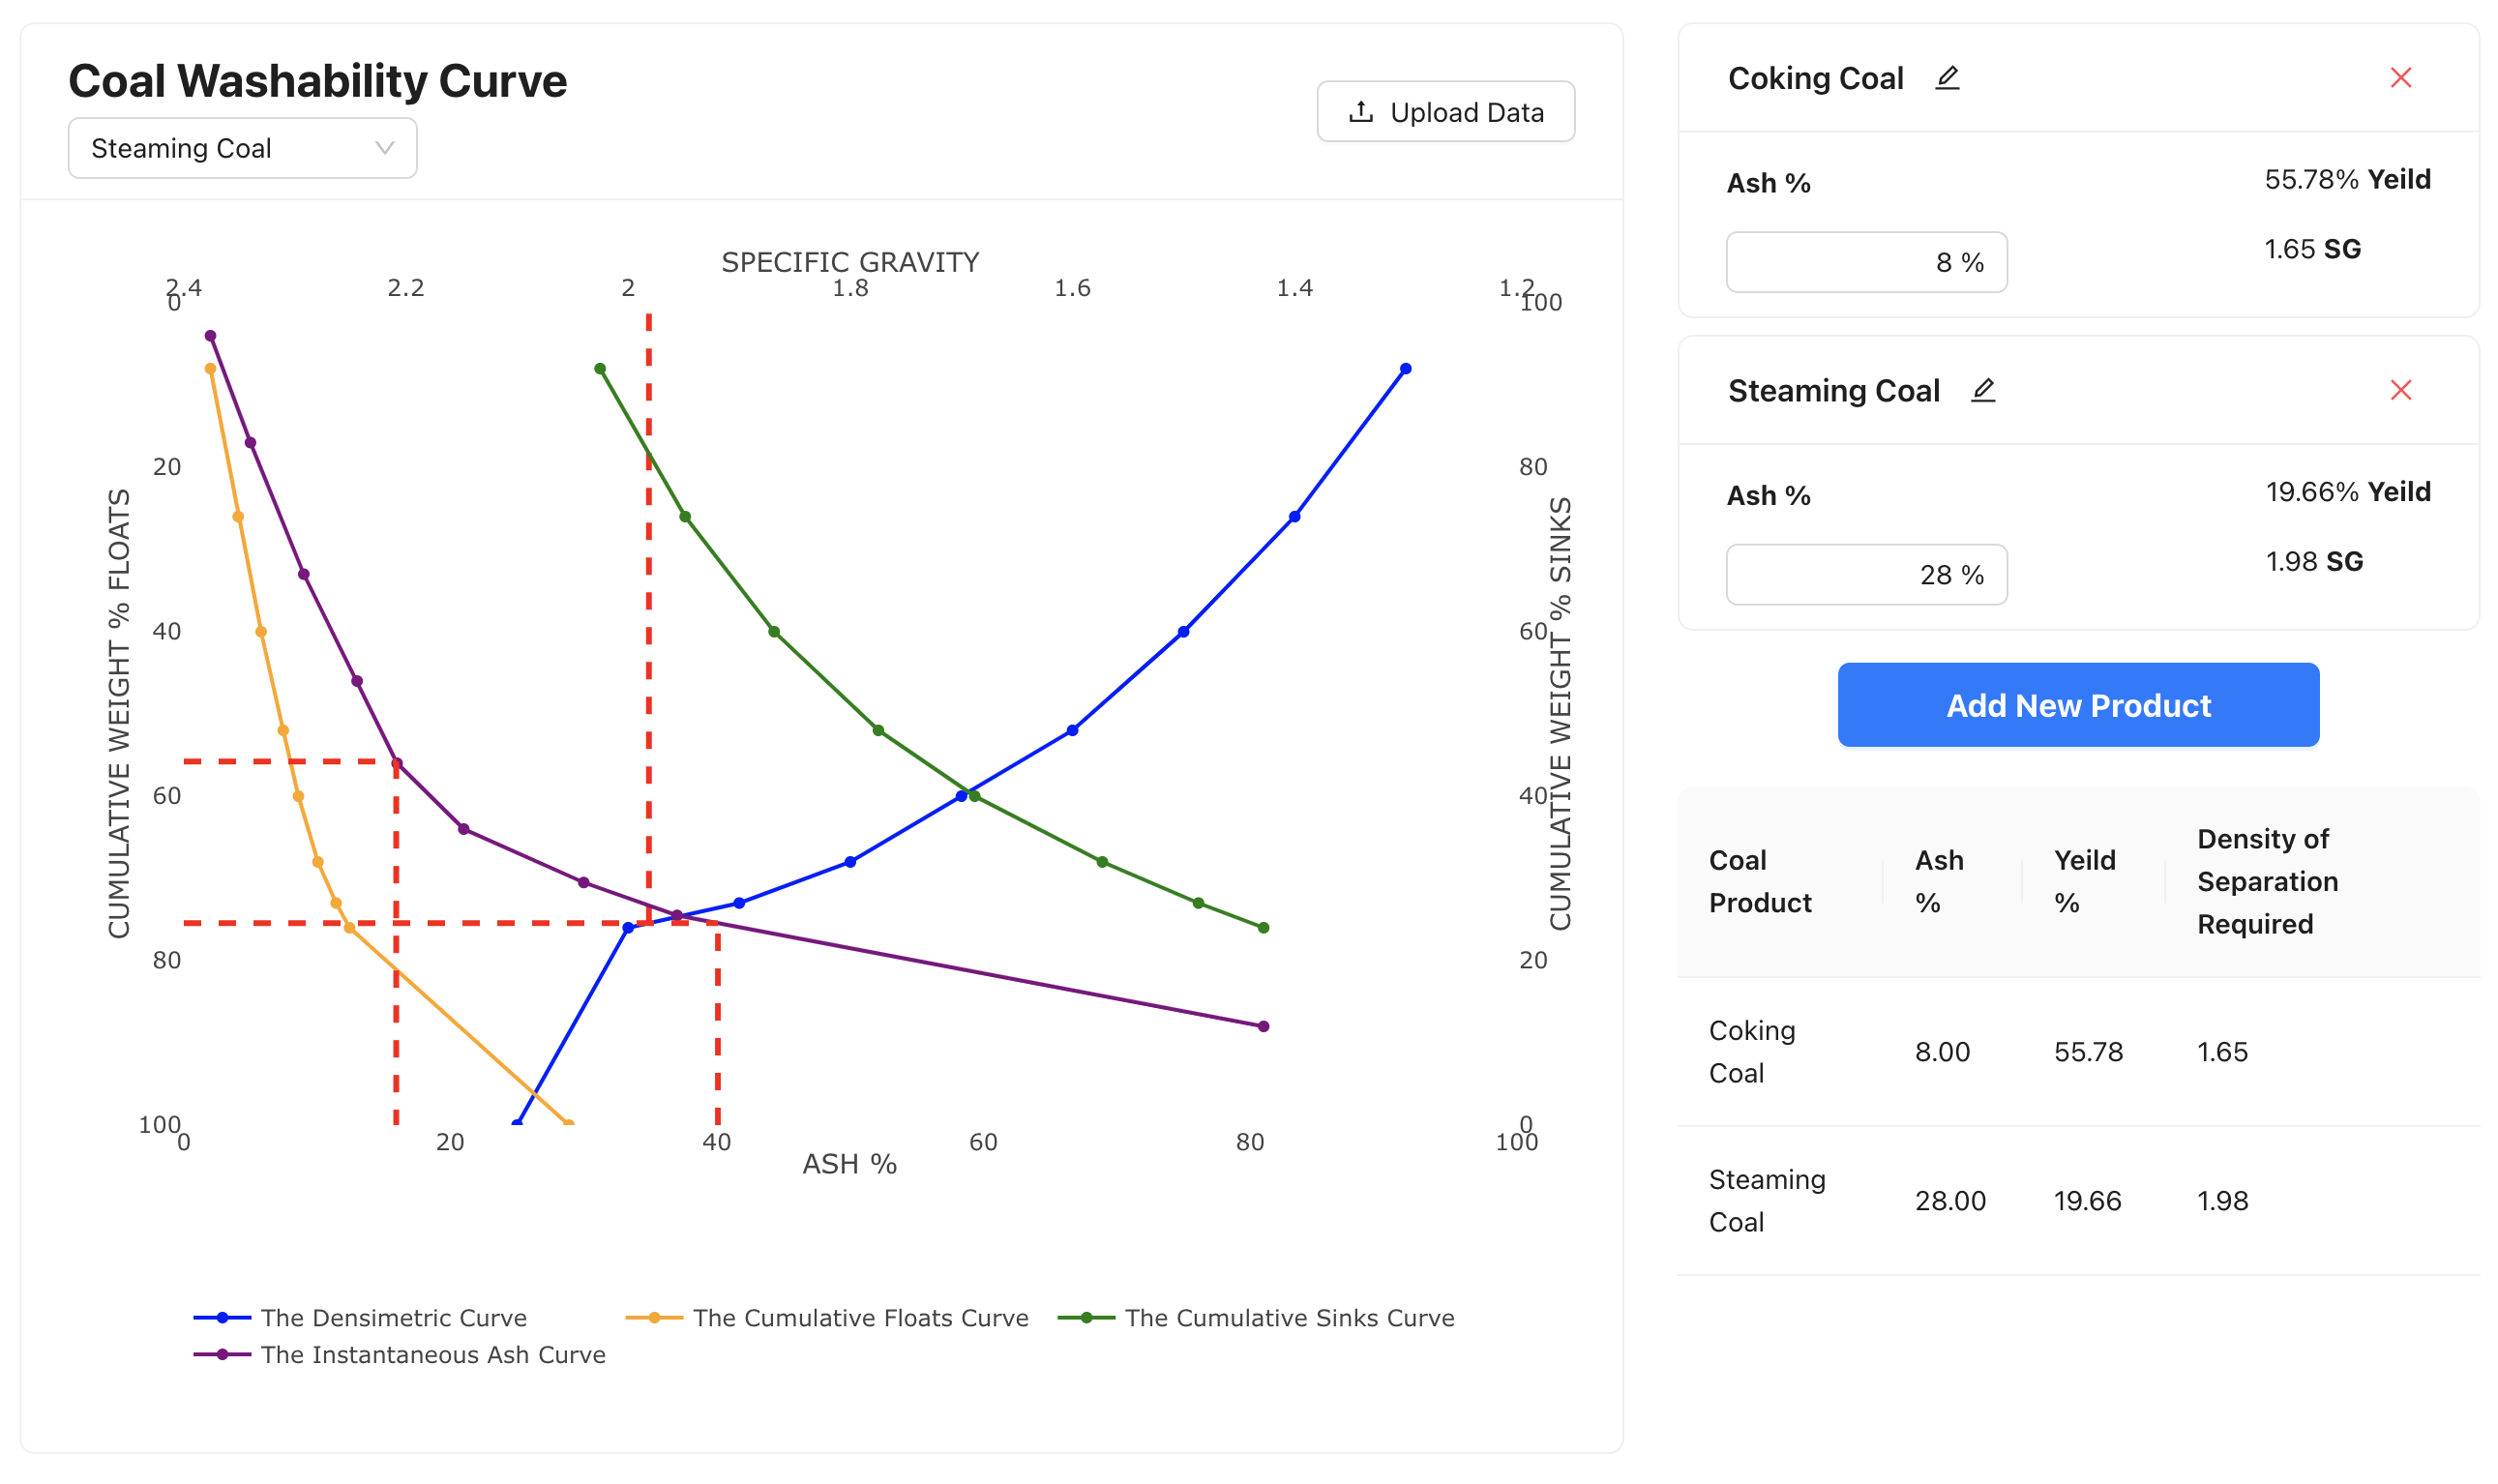 Coal Washability Curve
Steaming Coal
Upload Data
SPECIFIC GRAVITY
2.4 2.2 2 1.8 1.6 1.4 1.2
0
20
40
60
80
100
CUMULATIVE WEIGHT % FLOATS
100
80
60
40
20
0
CUMULATIVE WEIGHT % SINKS
0 20 40 60 80 100
ASH %
The Densimetric Curve
The Cumulative Floats Curve
The Cumulative Sinks Curve
The Instantaneous Ash Curve
Coking Coal
Ash %
55.78% Yeild
8 %
1.65 SG
Steaming Coal
Ash %
19.66% Yeild
28 %
1.98 SG
Add New Product
Coal
Product
Ash
%
Yeild
%
Density of
Separation
Required
Coking
Coal
8.00
55.78
1.65
Steaming
Coal
28.00
19.66
1.98